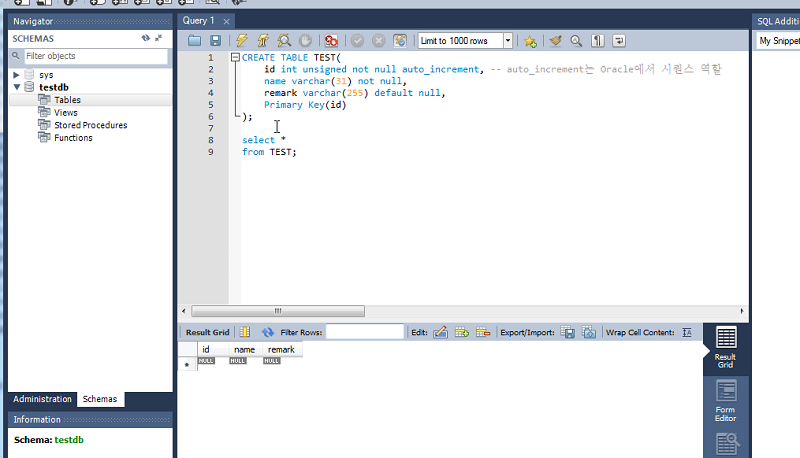 Navigator
Query 1
SQL Additi
SCHEMAS
Limit to 1000 rows
My Snippe
Filter objects
sys
testdb
Tables
Views
Stored Procedures
Functions
1 CREATE TABLE TEST(
2 id int unsigned not null auto_increment, -- auto_increment는 Oracle에서 시퀀스 역할
3 name varchar(31) not null,
4 remark varchar(255) default null,
5 Primary Key(id)
6 );
7
8 select *
9 from TEST;
Result Grid Filter Rows: Edit: Export/Import: Wrap Cell Content: IA
id name remark
* NULL NULL NULL
Result
Grid
Form
Editor
Administration Schemas
Information
Schema: testdb